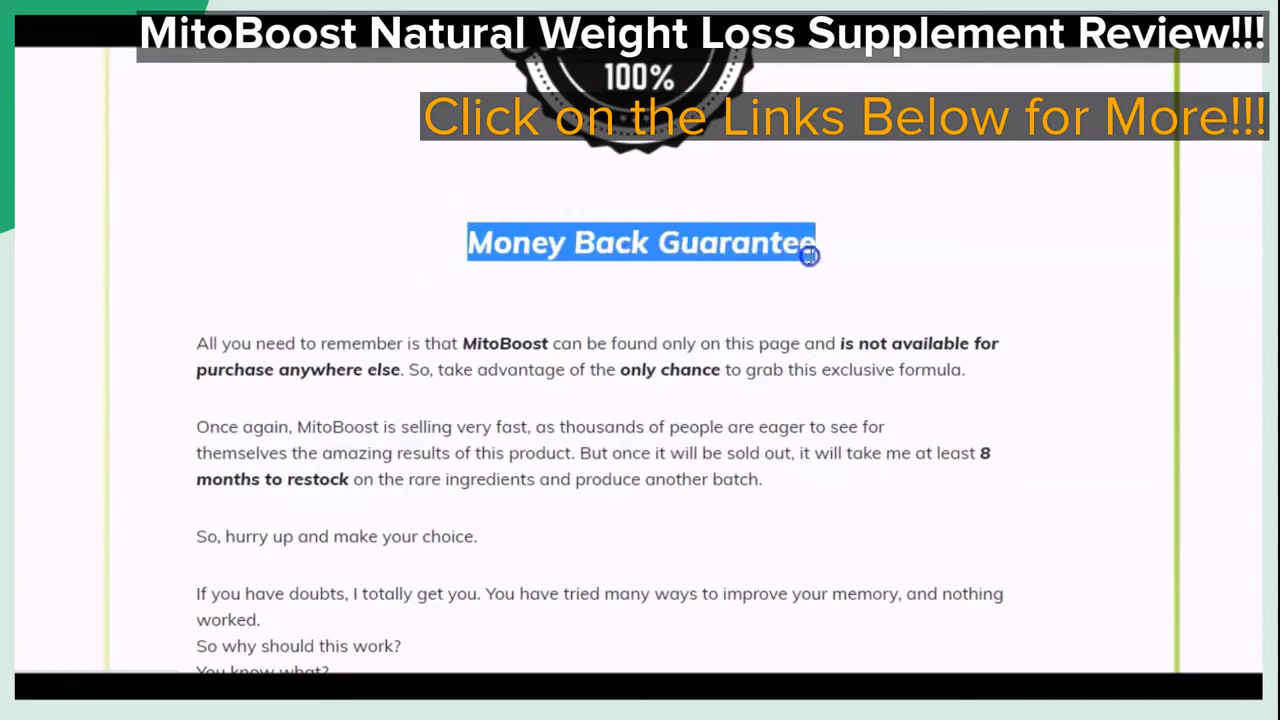 MitoBoost Natural Weight Loss Supplement Review!!!
100%
Click on the Links Below for More!!!
Money Back Guarantee
All you need to remember is that MitoBoost can be found only on this page and is not available for
purchase anywhere else. So, take advantage of the only chance to grab this exclusive formula.
Once again, MitoBoost is selling very fast, as thousands of people are eager to see for
themselves the amazing results of this product. But once it will be sold out, it will take me at least 8
months to restock on the rare ingredients and produce another batch.
So, hurry up and make your choice.
If you have doubts, I totally get you. You have tried many ways to improve your memory, and nothing
worked.
So why should this work?
You know what?